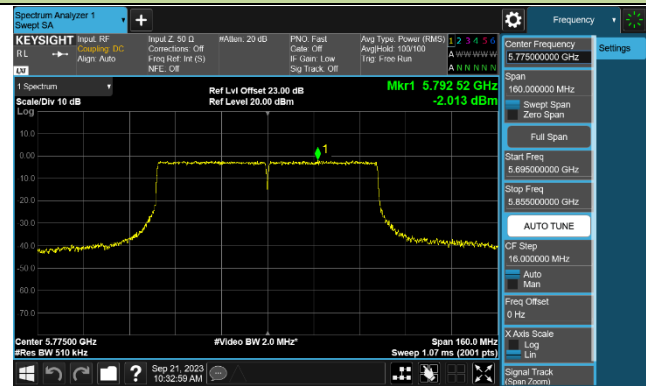 Spectrum Analyzer 1
Swept SA
Frequency
KEYSIGHT
RL
LXI
Input: RF
Coupling: DC
Align: Auto
Input Z: 50 Ω
Corrections: Off
Freq Ref: Int (S)
NFE: Off
#Atten: 20 dB
PNO: Fast
Gate: Off
IF Gain: Low
Sig Track: Off
Avg Type: Power (RMS)
Avg|Hold: 100/100
Trig: Free Run
1 2 3 4 5 6
A W W W W W
A N N N N N
1 Spectrum
Scale/Div 10 dB
Log
Ref Lvl Offset 23.00 dB
Ref Level 20.00 dBm
Mkr1 5.792 52 GHz
-2.013 dBm
1
10.0
0.00
-10.0
-20.0
-30.0
-40.0
-50.0
-60.0
-70.0
Center 5.77500 GHz
#Res BW 510 kHz
#Video BW 2.0 MHz*
Span 160.0 MHz
Sweep 1.07 ms (2001 pts)
Sep 21, 2023
10:32:59 AM
?
Center Frequency
5.775000000 GHz
Settings
Span
160.000000 MHz
Swept Span
Zero Span
Full Span
Start Freq
5.695000000 GHz
Stop Freq
5.855000000 GHz
AUTO TUNE
CF Step
16.000000 MHz
Auto
Man
Freq Offset
0 Hz
X Axis Scale
Log
Lin
Signal Track
(Span Zoom)